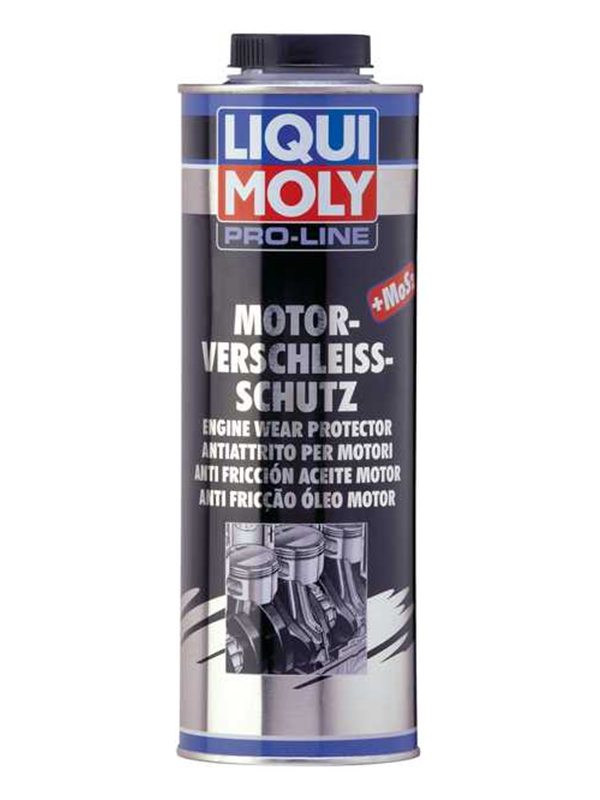 LIQUI
MOLY
PRO-LINE
+MoS2
MOTOR-
VERSCHLEISS-
SCHUTZ
ENGINE WEAR PROTECTOR
ANTIATTRITO PER MOTORI
ANTI FRICCIÓN ACEITE MOTOR
ANTI FRICÇÃO ÓLEO MOTOR